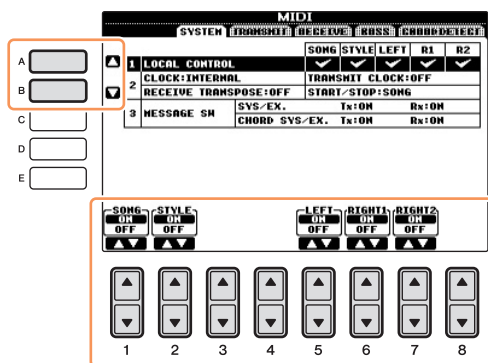 MIDI
SYSTEM TRANSMIT RECEIVE BASS CHORD DETECT
SONG STYLE LEFT R1 R2
1 LOCAL CONTROL
2 CLOCK:INTERNAL TRANSMIT CLOCK:OFF
RECEIVE TRANSPOSE:OFF START/STOP:SONG
3 MESSAGE SW SYS/EX. Tx:ON Rx:ON
CHORD SYS/EX. Tx:ON Rx:ON
A
B
C
D
E
SONG STYLE LEFT RIGHT1 RIGHT2
ON ON ON ON ON
OFF OFF OFF OFF OFF
1 2 3 4 5 6 7 8